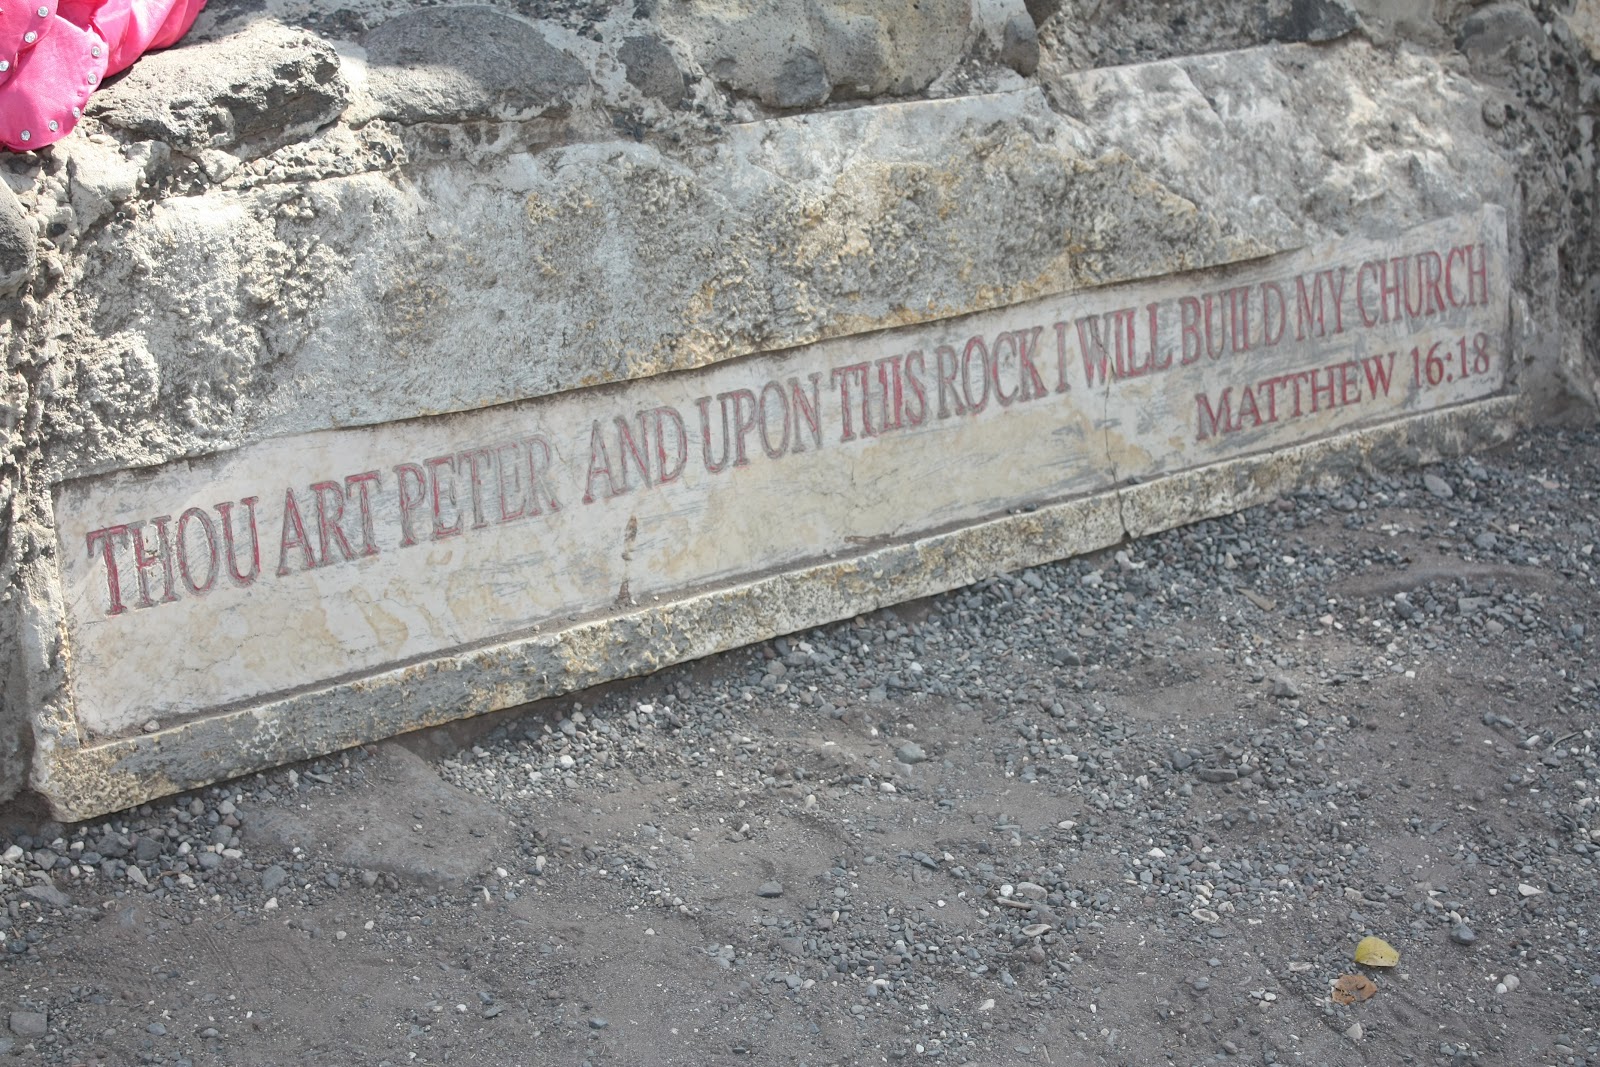 THOU ART PETER AND UPON THIS ROCK I WILL BUILD MY CHURCH
MATTHEW 16:18